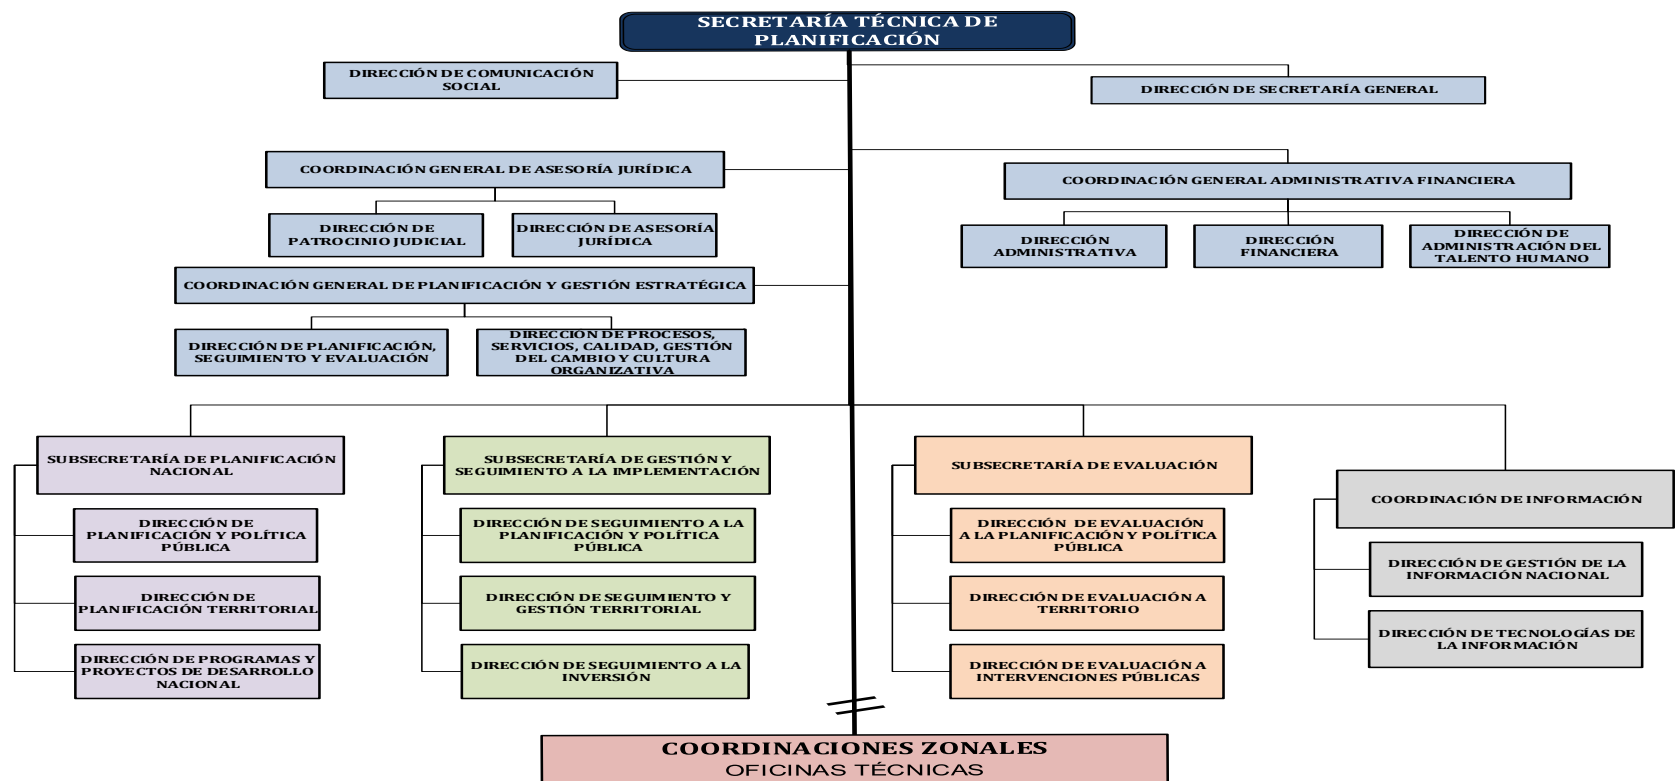 SECRETARÍA TÉCNICA DE
PLANIFICACIÓN
DIRECCIÓN DE COMUNICACIÓN
SOCIAL
DIRECCIÓN DE SECRETARÍA GENERAL
COORDINACIÓN GENERAL DE ASESORÍA JURÍDICA
COORDINACIÓN GENERAL ADMINISTRATIVA FINANCIERA
DIRECCIÓN DE
PATROCINIO JUDICIAL
DIRECCIÓN DE ASESORÍA
JURÍDICA
DIRECCIÓN
ADMINISTRATIVA
DIRECCIÓN
FINANCIERA
DIRECCIÓN DE
ADMINISTRACIÓN DEL
TALENTO HUMANO
COORDINACIÓN GENERAL DE PLANIFICACIÓN Y GESTIÓN ESTRATÉGICA
DIRECCIÓN DE PLANIFICACIÓN,
SEGUIMIENTO Y EVALUACIÓN
DIRECCIÓN DE PROCESOS,
SERVICIOS, CALIDAD, GESTIÓN
DEL CAMBIO Y CULTURA
ORGANIZATIVA
SUBSECRETARÍA DE PLANIFICACIÓN
NACIONAL
DIRECCIÓN DE
PLANIFICACIÓN Y POLÍTICA
PÚBLICA
DIRECCIÓN DE
PLANIFICACIÓN TERRITORIAL
DIRECCIÓN DE PROGRAMAS Y
PROYECTOS DE DESARROLLO
NACIONAL
SUBSECRETARÍA DE GESTIÓN Y
SEGUIMIENTO A LA IMPLEMENTACIÓN
DIRECCIÓN DE SEGUIMIENTO A LA
PLANIFICACIÓN Y POLÍTICA
PÚBLICA
DIRECCIÓN DE SEGUIMIENTO Y
GESTIÓN TERRITORIAL
DIRECCIÓN DE SEGUIMIENTO A LA
INVERSIÓN
SUBSECRETARÍA DE EVALUACIÓN
DIRECCIÓN DE EVALUACIÓN
A LA PLANIFICACIÓN Y POLÍTICA
PÚBLICA
DIRECCIÓN DE EVALUACIÓN A
TERRITORIO
DIRECCIÓN DE EVALUACIÓN A
INTERVENCIONES PÚBLICAS
COORDINACIÓN DE INFORMACIÓN
DIRECCIÓN DE GESTIÓN DE LA
INFORMACIÓN NACIONAL
DIRECCIÓN DE TECNOLOGÍAS DE
LA INFORMACIÓN
COORDINACIONES ZONALES
OFICINAS TÉCNICAS